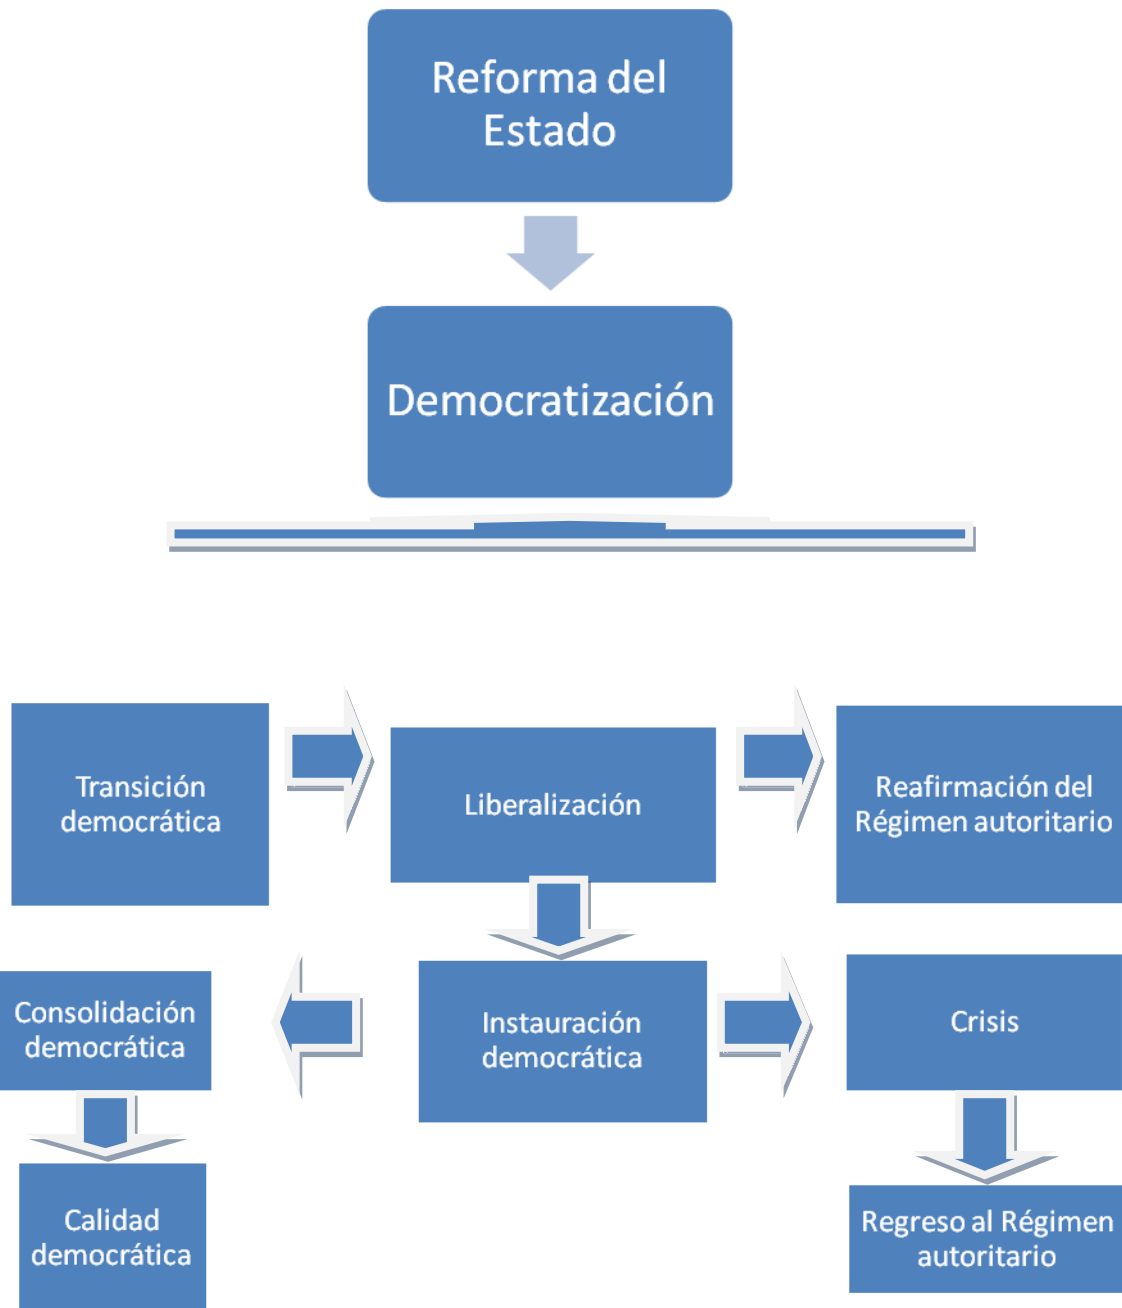 Reforma del
Estado
Democratización
Transición
democrática
Liberalización
Reafirmación del
Régimen autoritario
Consolidación
democrática
Instauración
democrática
Crisis
Calidad
democrática
Regreso al Régimen
autoritario